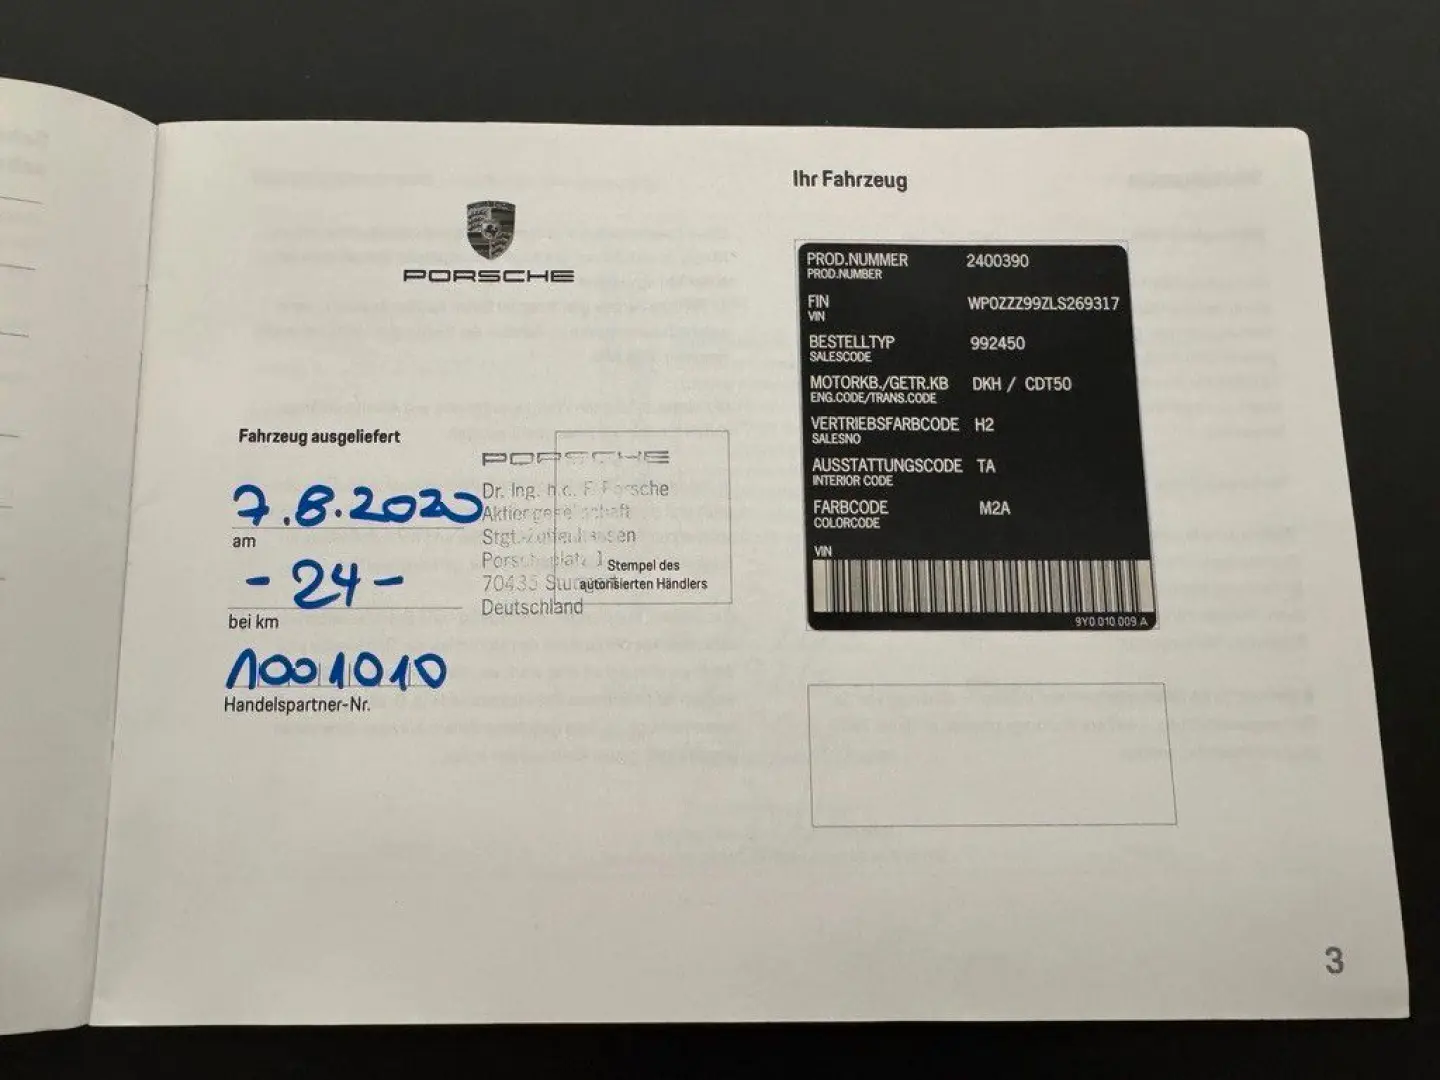 PORSCHE
Fahrzeug ausgeliefert
7.8.2020
am
- 24 -
bei km
1001010
Handelspartner-Nr.
PORSCHE
Dr. Ing. h.c. F. Porsche
Aktiengesellschaft
Stgt.-Zuffenhausen
Porscheplatz 1
70435 Stuttgart
Deutschland
Stempel des
autorisierten Händlers
Ihr Fahrzeug
PROD.NUMMER 2400390
PROD.NUMBER
FIN WP0ZZZ99ZLS269317
VIN
BESTELLTYP 992450
SALESCODE
MOTORKB./GETR.KB DKH / CDT50
ENG.CODE/TRANS.CODE
VERTRIEBSFARBCODE H2
SALESNO
AUSSTATTUNGSCODE TA
INTERIOR CODE
FARBCODE M2A
COLORCODE
VIN
9Y0.010.009.A
3